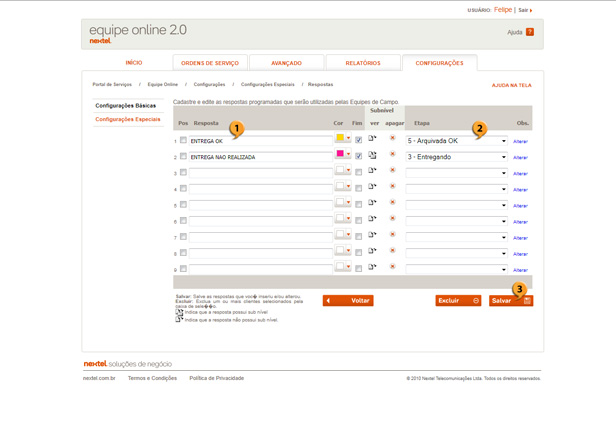 USUÁRIO: Felipe | Sair
equipe online 2.0
nextel.
Ajuda ?
INÍCIO ORDENS DE SERVIÇO AVANÇADO RELATÓRIOS CONFIGURAÇÕES
Portal de Serviços / Equipe Online / Configurações / Configurações Especiais / Respostas
AJUDA NA TELA
Configurações Básicas
Configurações Especiais
Cadastre e edite as respostas programadas que serão utilizadas pelas Equipes de Campo.
Subnível
Pos Resposta Cor Fim ver apagar Etapa Obs.
1 2
1 ENTREGA OK 5 - Arquivada OK Alterar
2 ENTREGA NAO REALIZADA 3 - Entregando Alterar
3 Alterar
4 Alterar
5 Alterar
6 Alterar
7 Alterar
8 Alterar
9 Alterar
3
Voltar Excluir Salvar
Salvar: Salve as respostas que voc� inseriu e/ou alterou.
Excluir: Exclua um ou mais clientes selecionados pela
caixa de sele��o.
Indica que a resposta possui sub nível.
Indica que a resposta não possui sub nível.
nextel. soluções de negócio
nextel.com.br Termos e Condições Política de Privacidade
© 2010 Nextel Telecomunicações Ltda. Todos os direitos reservados.